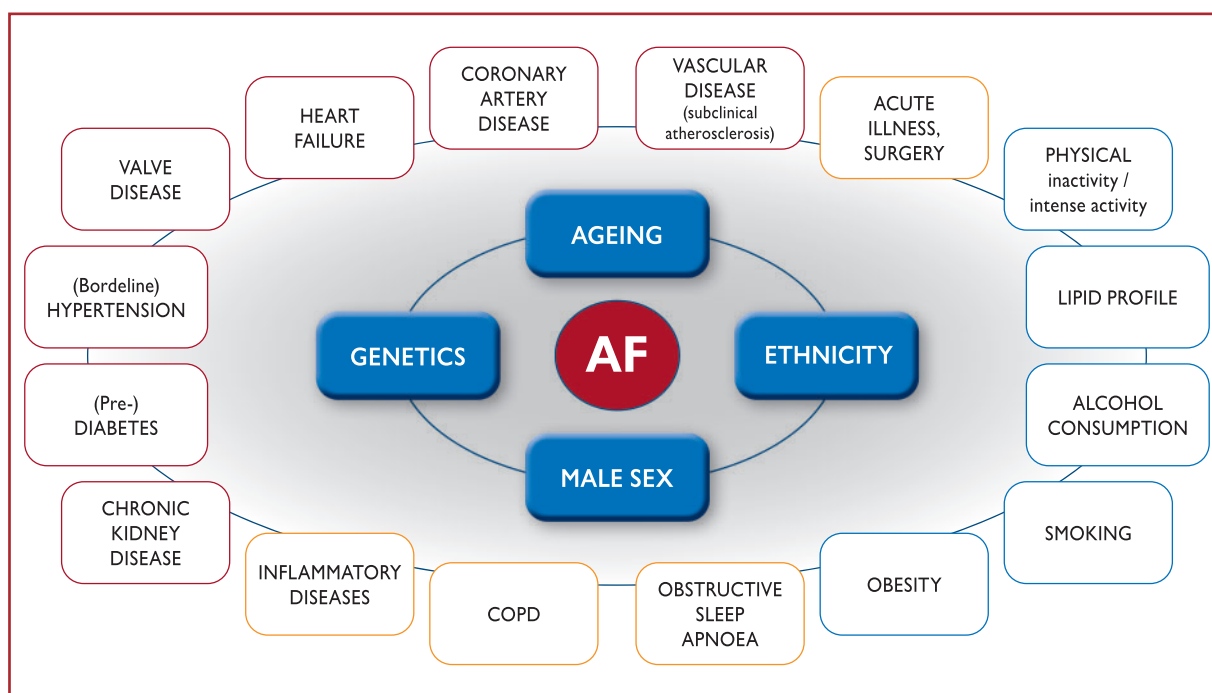 CORONARY
ARTERY
DISEASE
VASCULAR
DISEASE
(subclinical
atherosclerosis)
HEART
FAILURE
ACUTE
ILLNESS,
SURGERY
VALVE
DISEASE
PHYSICAL
inactivity /
intense activity
(Bordeline)
HYPERTENSION
LIPID PROFILE
(Pre-)
DIABETES
ALCOHOL
CONSUMPTION
CHRONIC
KIDNEY
DISEASE
SMOKING
INFLAMMATORY
DISEASES
COPD
OBSTRUCTIVE
SLEEP
APNOEA
OBESITY
AGEING
GENETICS
AF
ETHNICITY
MALE SEX